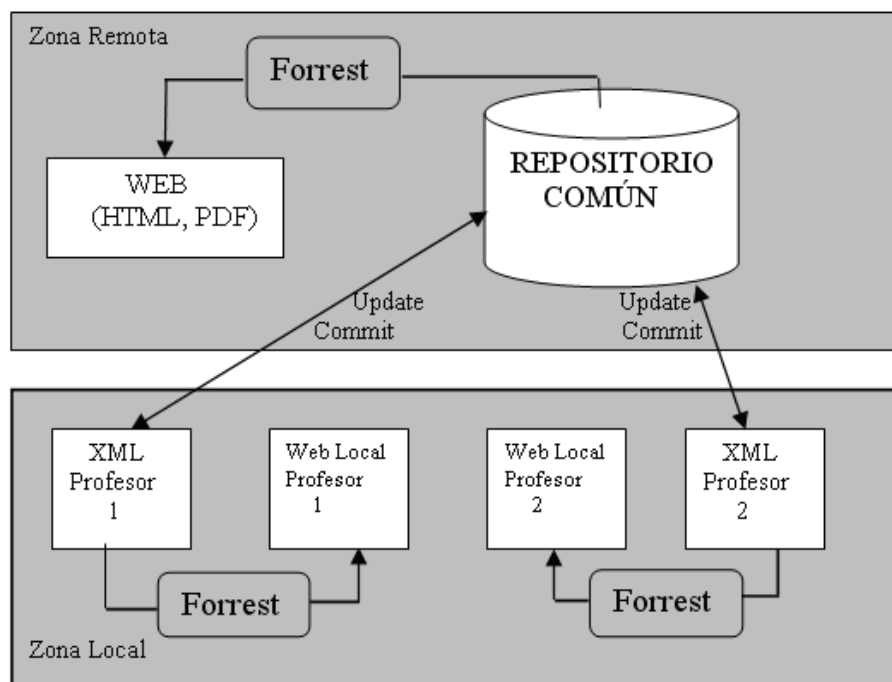 Zona Remota
Forrest
WEB
(HTML, PDF)
REPOSITORIO
COMÚN
Update
Commit
Update
Commit
XML
Profesor
1
Web Local
Profesor
1
Web Local
Profesor
2
XML
Profesor
2
Forrest
Forrest
Zona Local